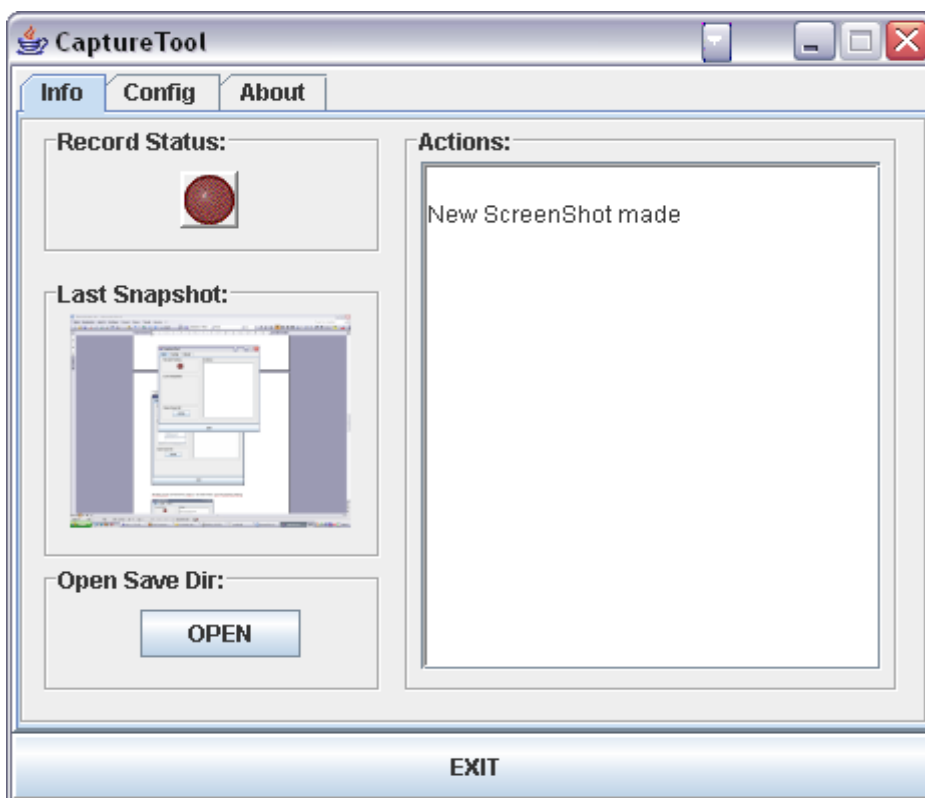 CaptureTool
Info Config About
Record Status:
Actions:
New ScreenShot made
Last Snapshot:
Open Save Dir:
OPEN
EXIT